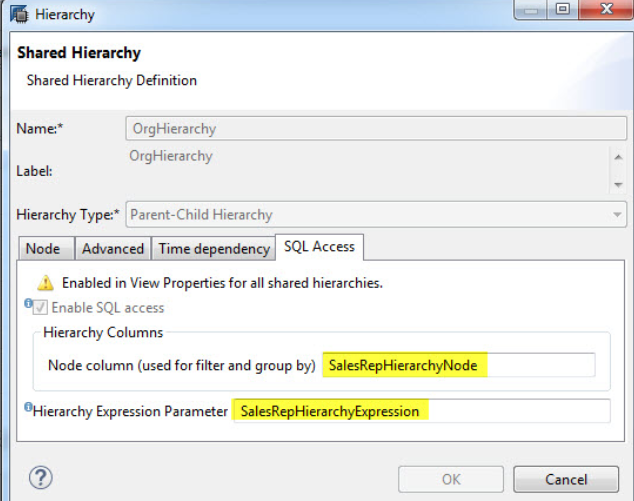 Hierarchy
Shared Hierarchy
Shared Hierarchy Definition
Name:* OrgHierarchy
Label: OrgHierarchy
Hierarchy Type:* Parent-Child Hierarchy
Node Advanced Time dependency SQL Access
Enabled in View Properties for all shared hierarchies.
Enable SQL access
Hierarchy Columns
Node column (used for filter and group by) SalesRepHierarchyNode
Hierarchy Expression Parameter SalesRepHierarchyExpression
OK Cancel